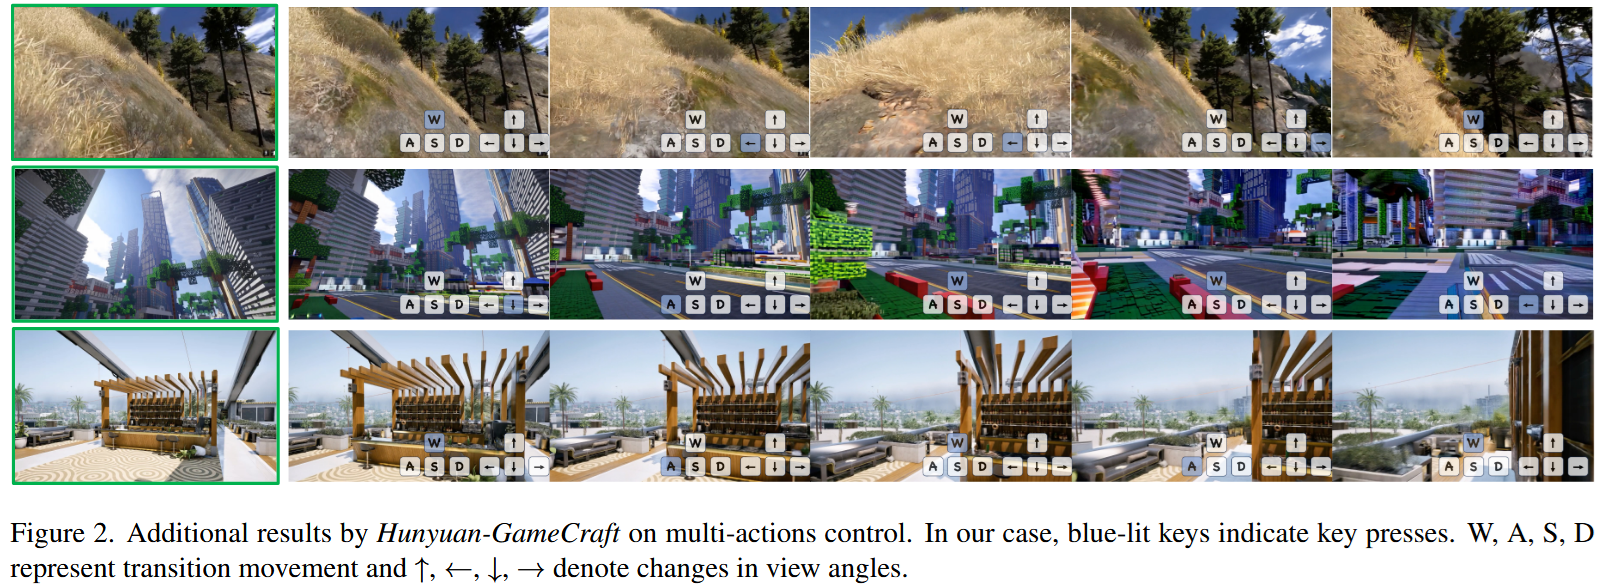 W ↑ W ↑ W ↑ W ↑ W ↑
A S D ← ↓ → A S D ← ↓ → A S D ← ↓ → A S D ← ↓ → A S D ← ↓ →
W ↑ W ↑ W ↑ W ↑ W ↑
A S D ← ↓ → A S D ← ↓ → A S D ← ↓ → A S D ← ↓ → A S D ← ↓ →
W ↑ W ↑ W ↑ W ↑ W ↑
A S D ← ↓ → A S D ← ↓ → A S D ← ↓ → A S D ← ↓ → A S D ← ↓ →
Figure 2. Additional results by Hunyuan-GameCraft on multi-actions control. In our case, blue-lit keys indicate key presses. W, A, S, D
represent transition movement and ↑, ←, ↓, → denote changes in view angles.